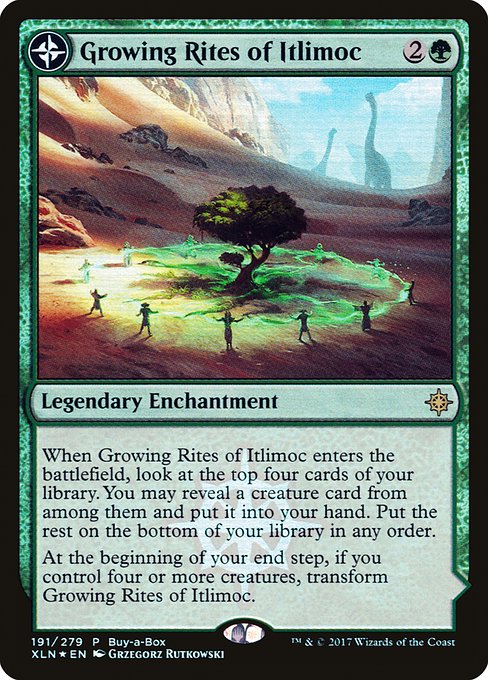 Growing Rites of Itlimoc 2
Legendary Enchantment
When Growing Rites of Itlimoc enters the
battlefield, look at the top four cards of your
library. You may reveal a creature card from
among them and put it into your hand. Put the
rest on the bottom of your library in any order.
At the beginning of your end step, if you
control four or more creatures, transform
Growing Rites of Itlimoc.
191/279 P Buy-a-Box
XLN★EN Grzegorz Rutkowski
™ & © 2017 Wizards of the Coast